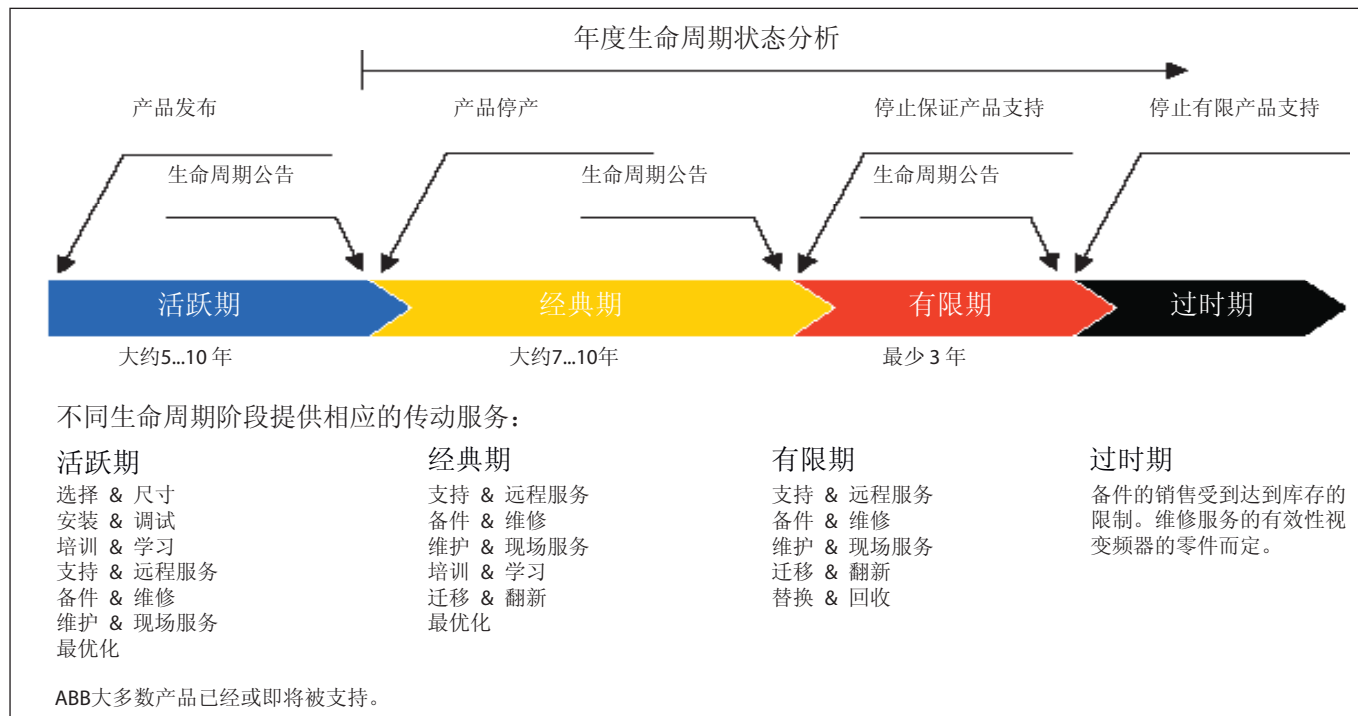 年度生命周期状态分析
产品发布
产品停产
停止保证产品支持
停止有限产品支持
生命周期公告
生命周期公告
生命周期公告
活跃期
经典期
有限期
过时期
大约5...10 年
大约7...10年
最少 3 年
不同生命周期阶段提供相应的传动服务：
活跃期
选择 & 尺寸
安装 & 调试
培训 & 学习
支持 & 远程服务
备件 & 维修
维护 & 现场服务
最优化
经典期
支持 & 远程服务
备件 & 维修
维护 & 现场服务
培训 & 学习
迁移 & 翻新
最优化
有限期
支持 & 远程服务
备件 & 维修
维护 & 现场服务
迁移 & 翻新
替换 & 回收
过时期
备件的销售受到达到库存的
限制。维修服务的有效性视
变频器的零件而定。
ABB大多数产品已经或即将被支持。